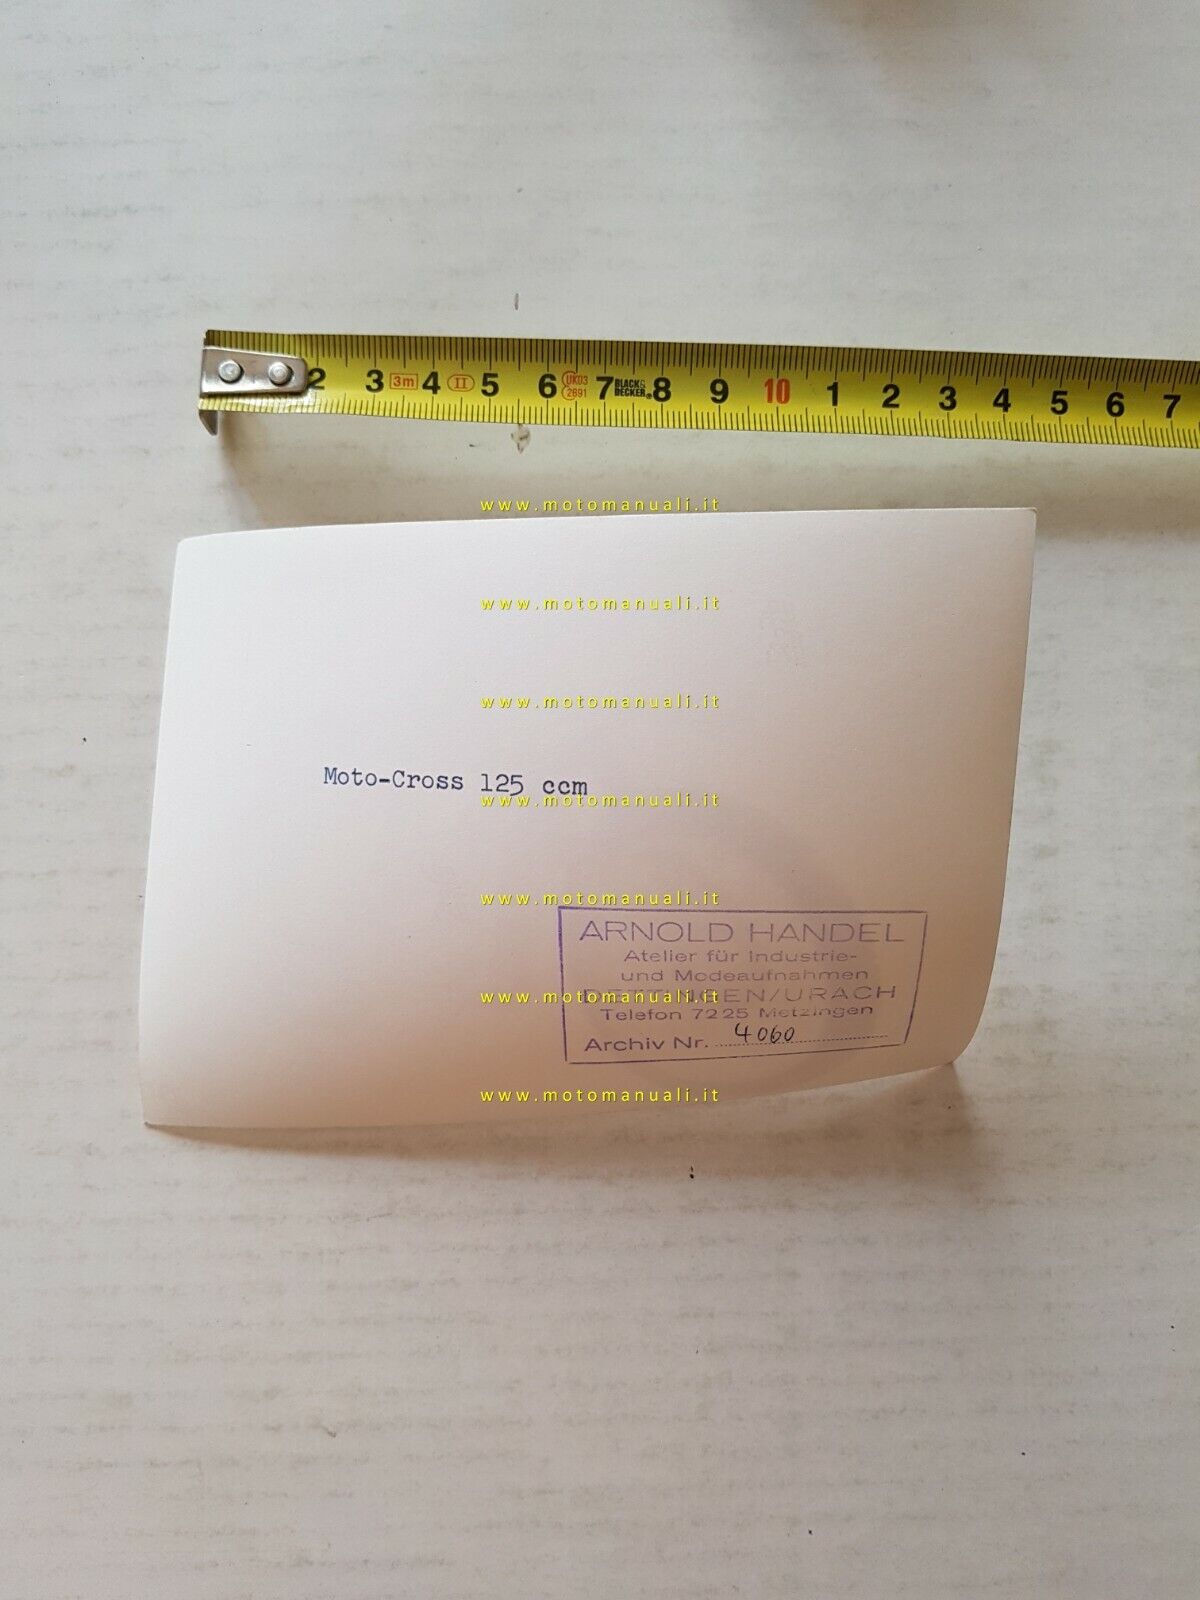 2 3 3m 4 II 5 6 UK03 2691 7 BLACK& DECKER. 8 9 10 1 2 3 4 5 6 7
www.motomanuali.it
www.motomanuali.it
www.motomanuali.it
Moto-Cross 125 ccm
www.motomanuali.it
www.motomanuali.it
ARNOLD HANDEL
Atelier für Industrie-
und Modeaufnahmen
DETTINGEN/URACH
www.motomanuali.it
Telefon 7225 Metzingen
Archiv Nr. 4060
www.motomanuali.it